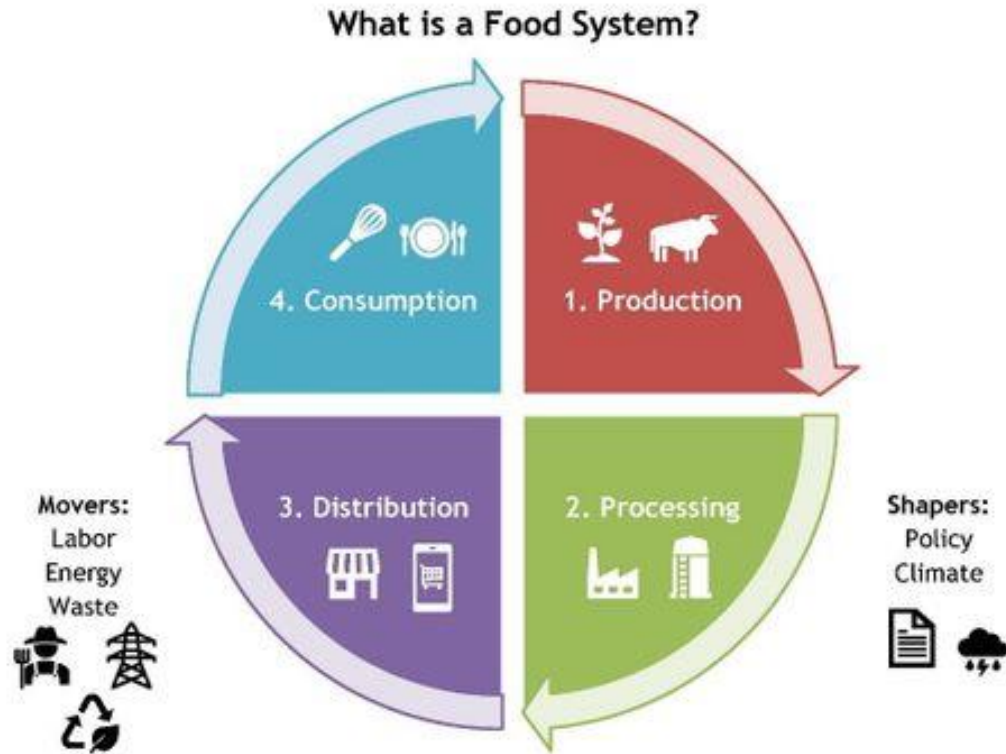 What is a Food System?
4. Consumption
1. Production
3. Distribution
2. Processing
Movers:
Labor
Energy
Waste
Shapers:
Policy
Climate